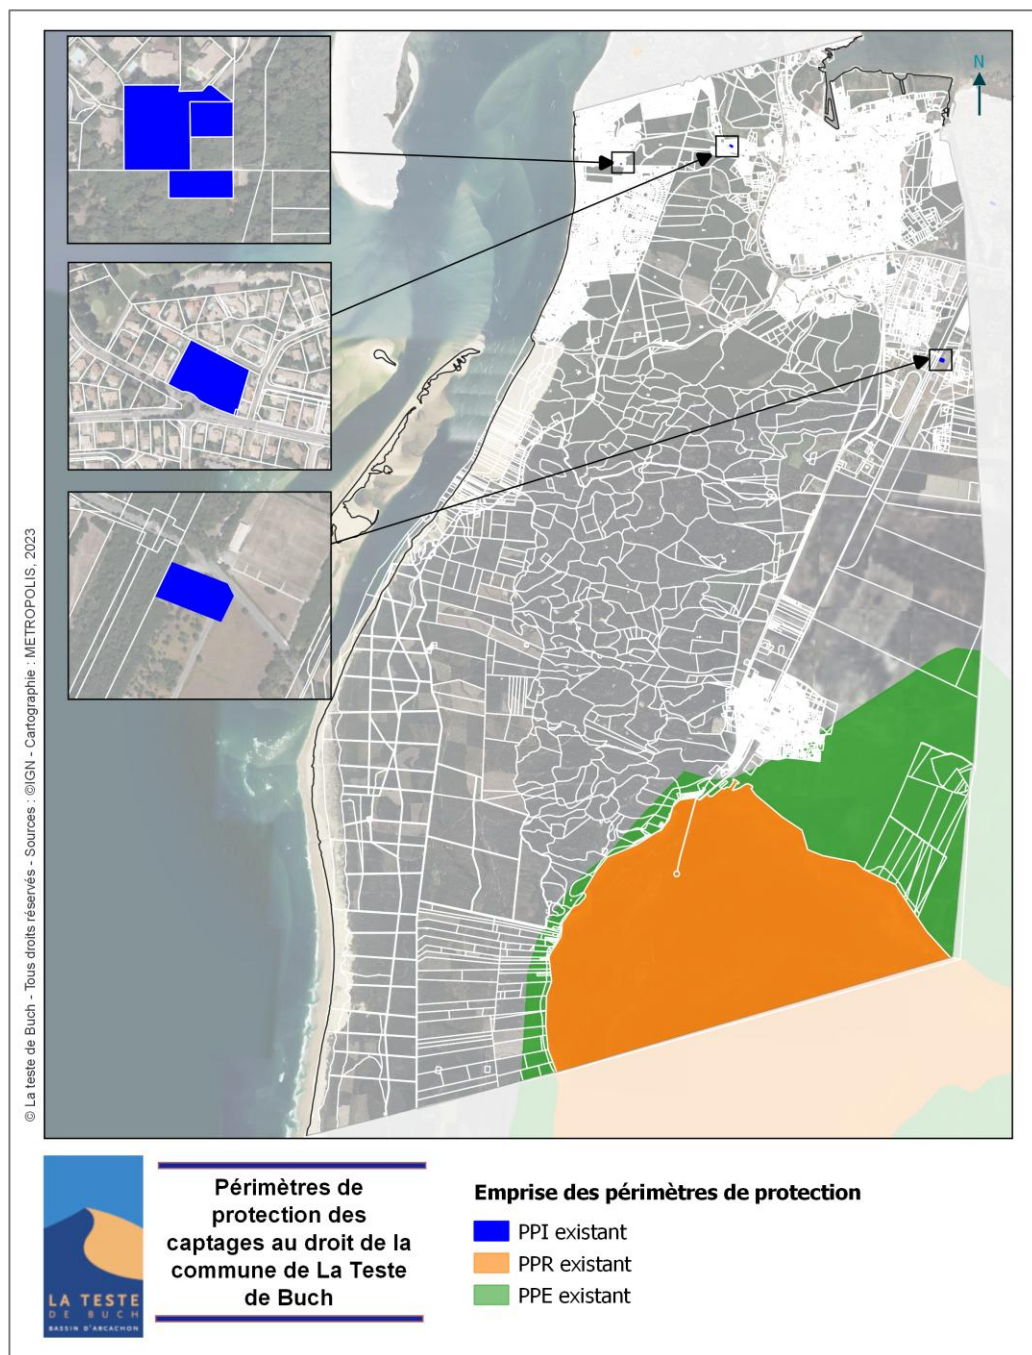 N
© La teste de Buch - Tous droits réservés - Sources : ©IGN - Cartographie : METROPOLIS, 2023
LA TESTE
DE BUCH
BASSIN D'ARCACHON
Périmètres de
protection des
captages au droit de la
commune de La Teste
de Buch
Emprise des périmètres de protection
PPI existant
PPR existant
PPE existant